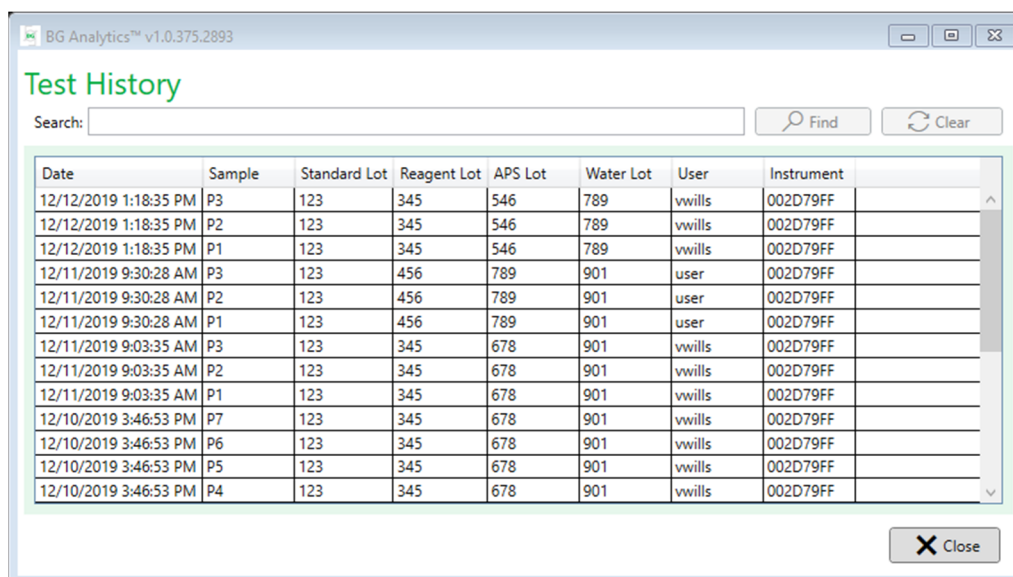 BG Analytics™ v1.0.375.2893
Test History
Search: Find Clear
Date Sample Standard Lot Reagent Lot APS Lot Water Lot User Instrument
12/12/2019 1:18:35 PM P3 123 345 546 789 vwills 002D79FF
12/12/2019 1:18:35 PM P2 123 345 546 789 vwills 002D79FF
12/12/2019 1:18:35 PM P1 123 345 546 789 vwills 002D79FF
12/11/2019 9:30:28 AM P3 123 456 789 901 user 002D79FF
12/11/2019 9:30:28 AM P2 123 456 789 901 user 002D79FF
12/11/2019 9:30:28 AM P1 123 456 789 901 user 002D79FF
12/11/2019 9:03:35 AM P3 123 345 678 901 vwills 002D79FF
12/11/2019 9:03:35 AM P2 123 345 678 901 vwills 002D79FF
12/11/2019 9:03:35 AM P1 123 345 678 901 vwills 002D79FF
12/10/2019 3:46:53 PM P7 123 345 678 901 vwills 002D79FF
12/10/2019 3:46:53 PM P6 123 345 678 901 vwills 002D79FF
12/10/2019 3:46:53 PM P5 123 345 678 901 vwills 002D79FF
12/10/2019 3:46:53 PM P4 123 345 678 901 vwills 002D79FF
Close